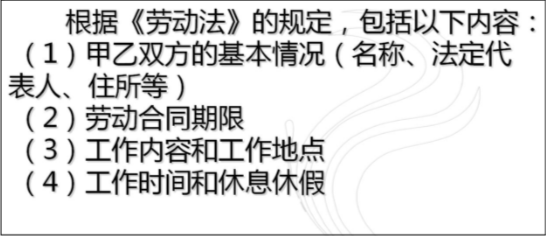 根据《劳动法》的规定，包括以下内容：
（1）甲乙双方的基本情况（名称、法定代
表人、住所等）
（2）劳动合同期限
（3）工作内容和工作地点
（4）工作时间和休息休假